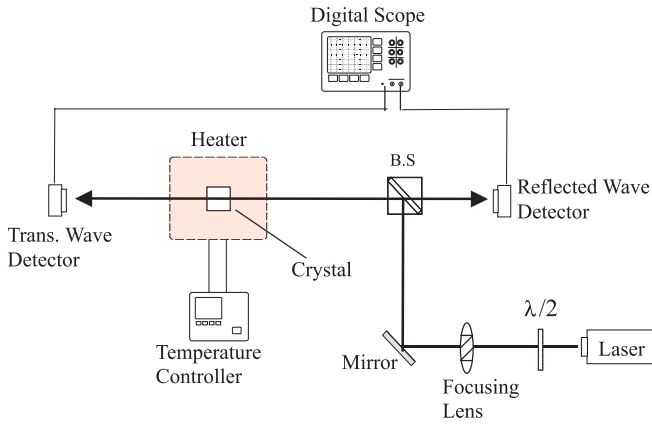 Digital Scope
Heater
B.S
Reflected Wave
Detector
Trans. Wave
Detector
Crystal
λ/2
Temperature
Controller
Mirror
Focusing
Lens
Laser